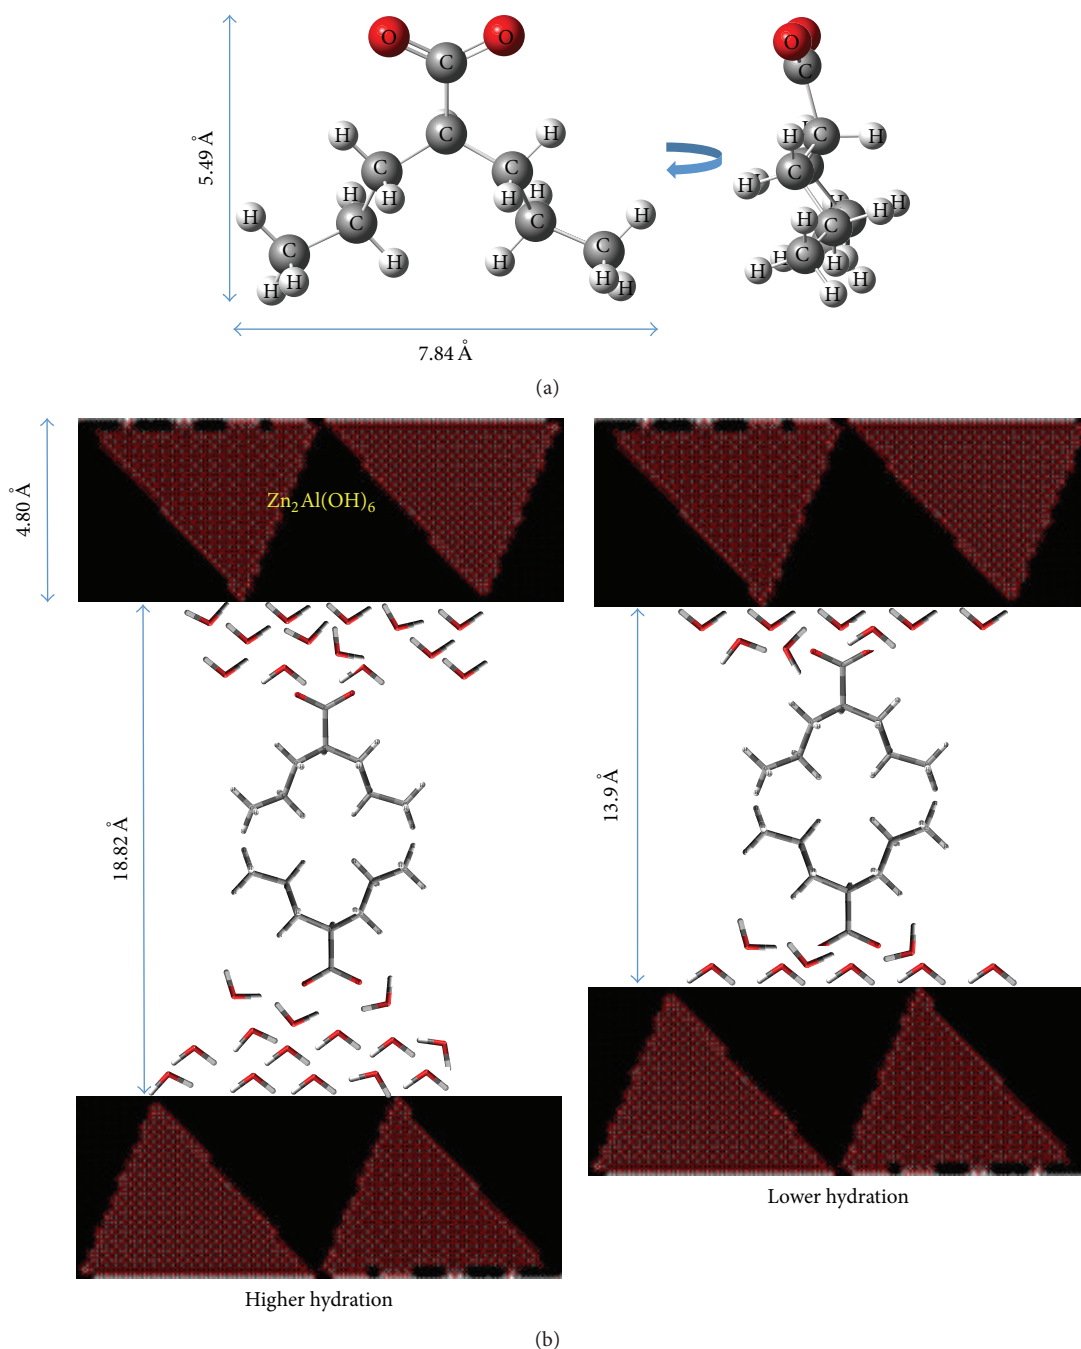 O O
C
C
H H
C C
H H
H H
H H
C C
H H
C C
H H
H H
H H
O
C
H C H
C
H
H
H H
C
H
C
H
H
H
H
H
5.49 Å
7.84 Å
(a)
4.80 Å
Zn₂Al(OH)₆
18.82 Å
13.9 Å
Lower hydration
Higher hydration
(b)